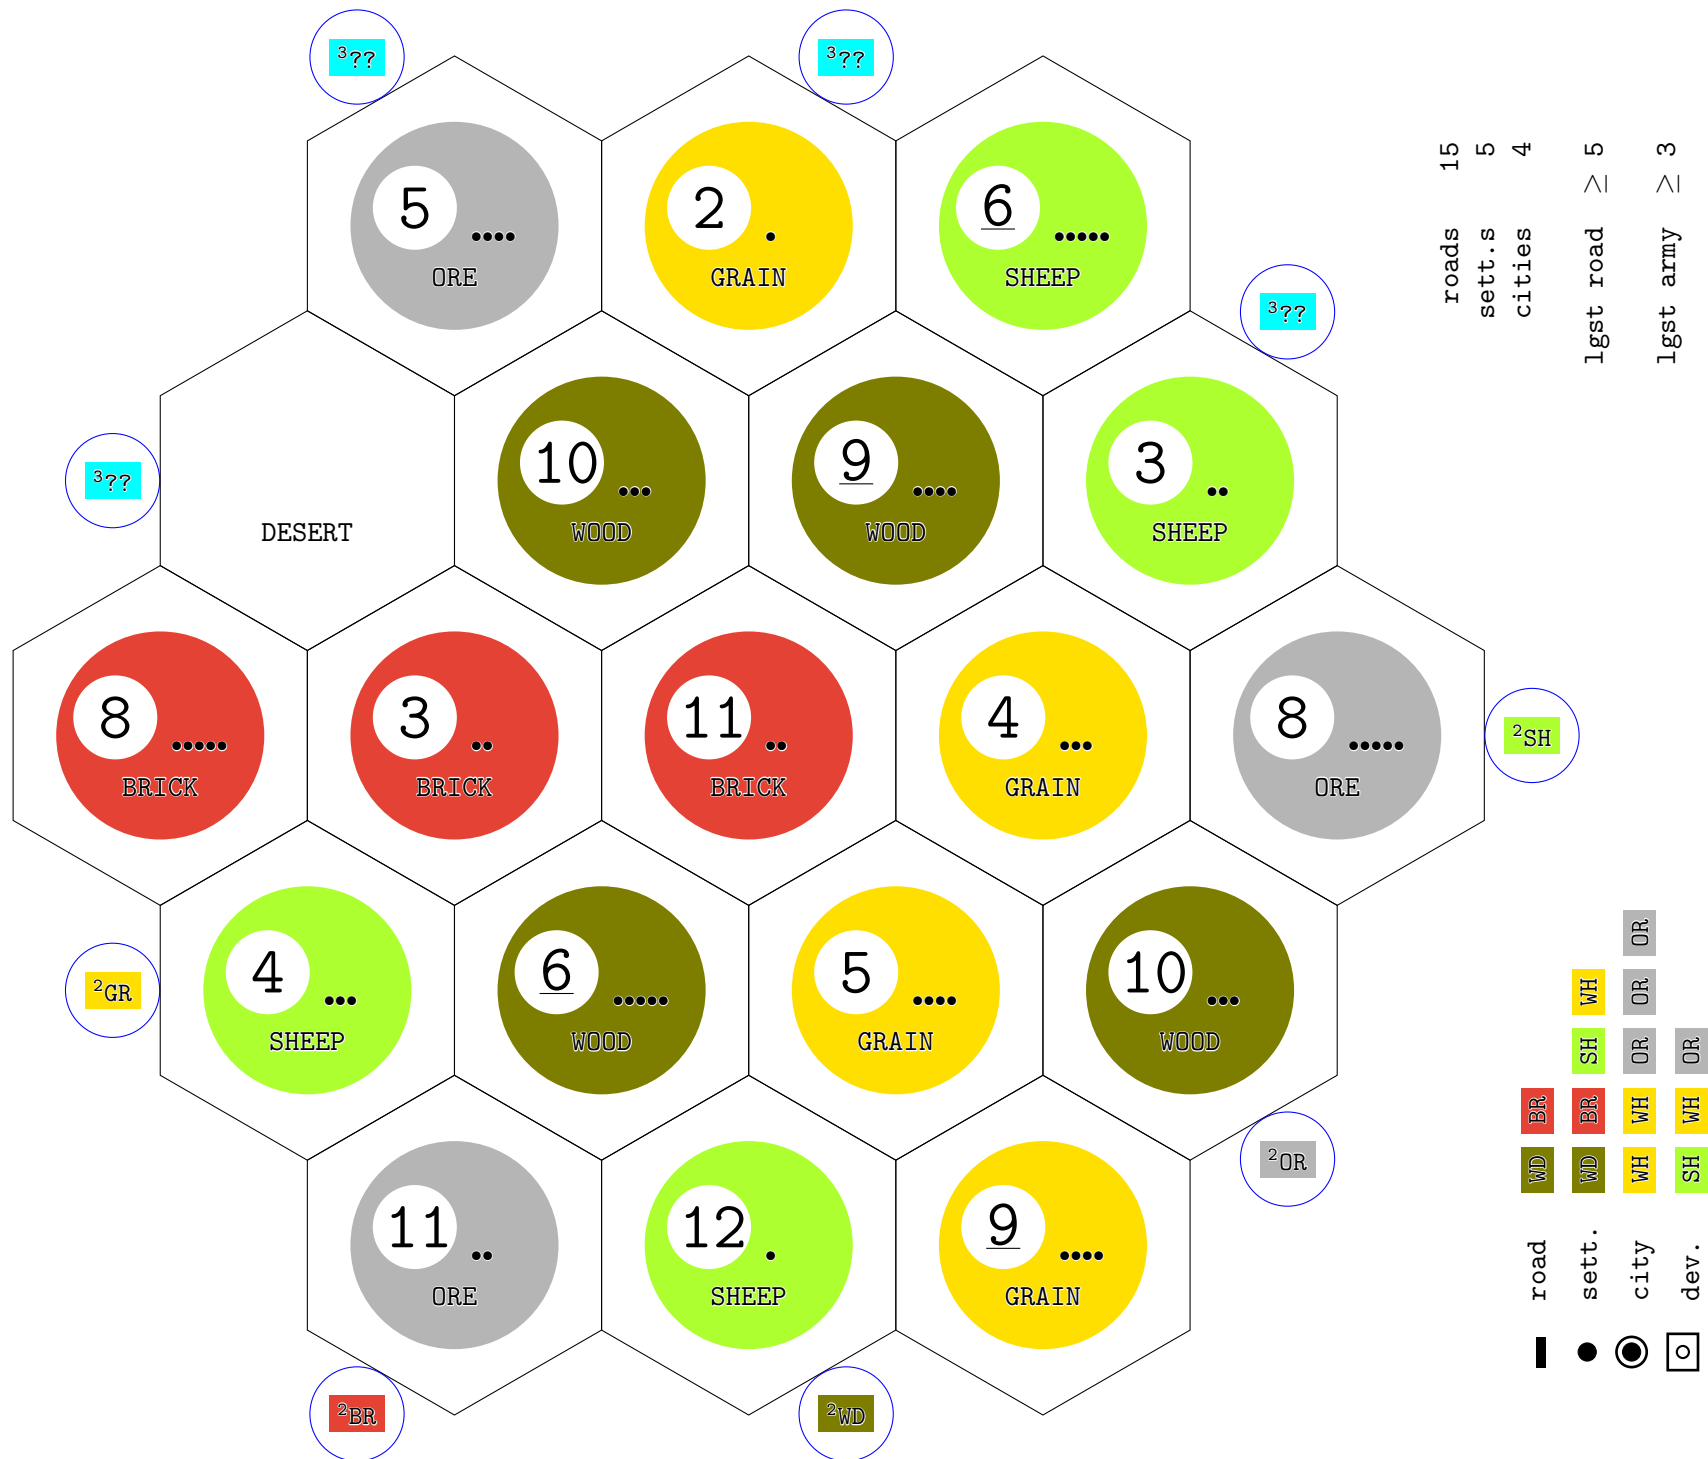 3?? 3??
5 ORE
2 GRAIN
6 SHEEP
3??
3??
DESERT
10 WOOD
9 WOOD
3 SHEEP
8 BRICK
3 BRICK
11 BRICK
4 GRAIN
8 ORE
2SH
2GR
4 SHEEP
6 WOOD
5 GRAIN
10 WOOD
2OR
11 ORE
12 SHEEP
9 GRAIN
2BR
2WD
roads 15
sett.s 5
cities 4
lgst road ≥ 5
lgst army ≥ 3
road WD BR
sett. WD BR SH WH
city WH WH OR OR OR
dev. SH WH OR